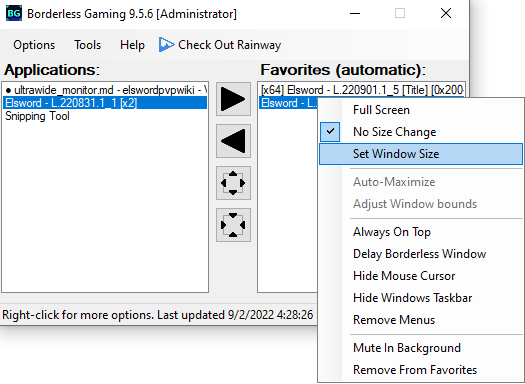 BG Borderless Gaming 9.5.6 [Administrator]
Options Tools Help Check Out Rainway
Applications: Favorites (automatic):
● ultrawide_monitor.md - elswordpvpwiki - V
Elsword - L.220831.1_1 [x2]
Snipping Tool
[x64] Elsword - L.220901.1_5 [Title] [0x200
Elsword - L.
Full Screen
No Size Change
Set Window Size
Auto-Maximize
Adjust Window bounds
Always On Top
Delay Borderless Window
Hide Mouse Cursor
Hide Windows Taskbar
Remove Menus
Mute In Background
Remove From Favorites
Right-click for more options. Last updated 9/2/2022 4:28:26